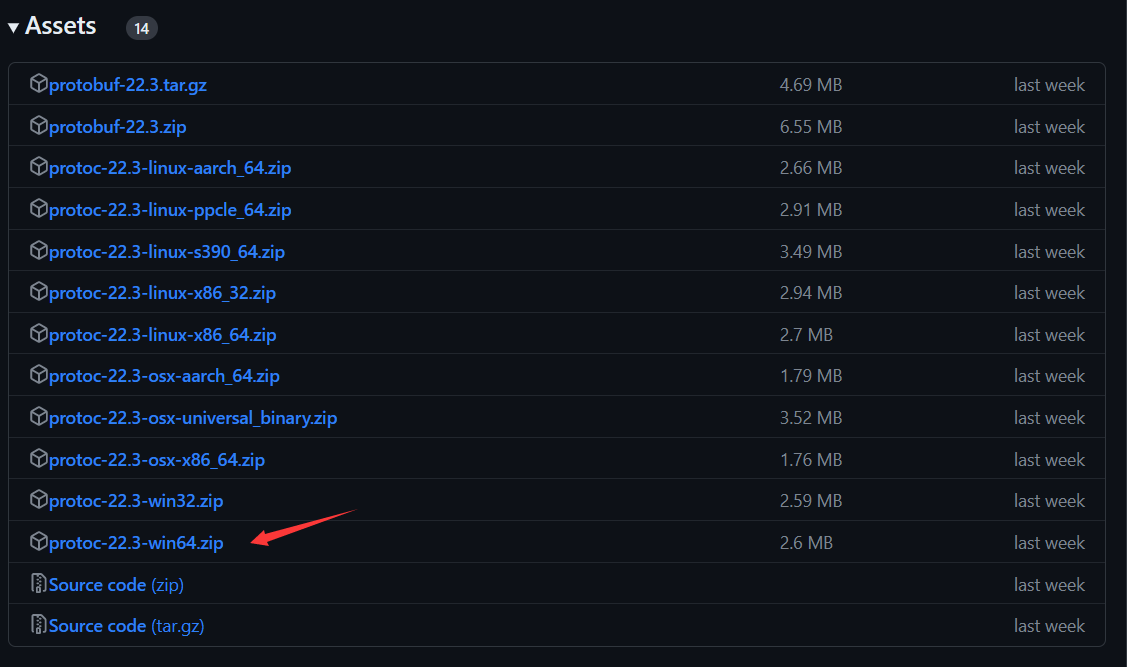 Assets 14
protobuf-22.3.tar.gz 4.69 MB last week
protobuf-22.3.zip 6.55 MB last week
protoc-22.3-linux-aarch_64.zip 2.66 MB last week
protoc-22.3-linux-ppcle_64.zip 2.91 MB last week
protoc-22.3-linux-s390_64.zip 3.49 MB last week
protoc-22.3-linux-x86_32.zip 2.94 MB last week
protoc-22.3-linux-x86_64.zip 2.7 MB last week
protoc-22.3-osx-aarch_64.zip 1.79 MB last week
protoc-22.3-osx-universal_binary.zip 3.52 MB last week
protoc-22.3-osx-x86_64.zip 1.76 MB last week
protoc-22.3-win32.zip 2.59 MB last week
protoc-22.3-win64.zip 2.6 MB last week
Source code (zip) last week
Source code (tar.gz) last week